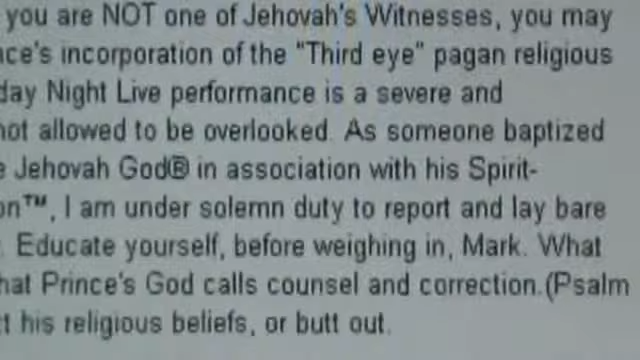 you are NOT one of Jehovah's Witnesses, you may
nce's incorporation of the "Third eye" pagan religious
day Night Live performance is a severe and
not allowed to be overlooked. As someone baptized
e Jehovah God® in association with his Spirit-
on™, I am under solemn duty to report and lay bare
. Educate yourself, before weighing in, Mark. What
hat Prince's God calls counsel and correction.(Psalm
t his religious beliefs, or butt out.